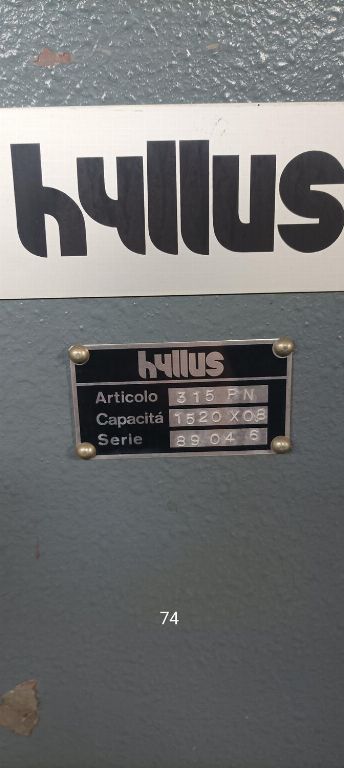 hyllus
hyllus
Articolo 315 PN
Capacitá 1520 X08
Serie 89 04 6
74